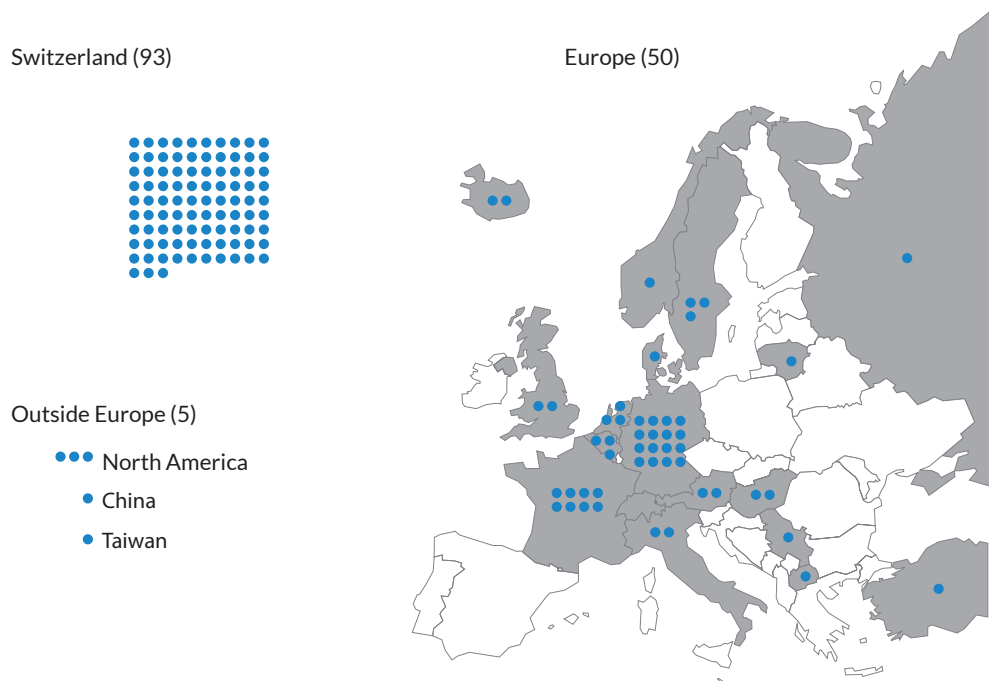 Switzerland (93)
Europe (50)
Outside Europe (5)
North America
China
Taiwan